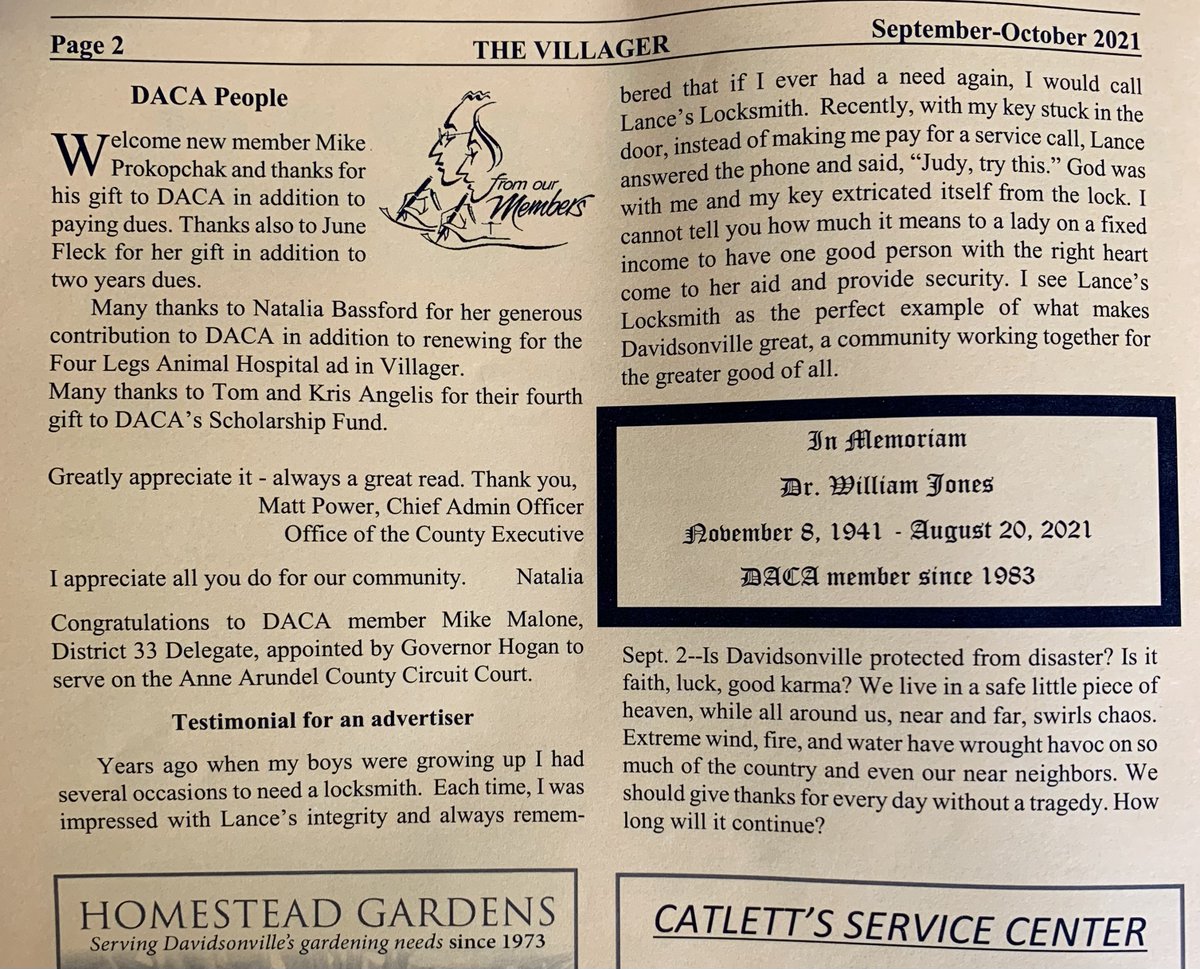 Page 2
THE VILLAGER
September-October 2021
DACA People
Welcome new member Mike
Prokopchak and thanks for
his gift to DACA in addition to
paying dues. Thanks also to June
Fleck for her gift in addition to
two years dues.
from our
Members
Many thanks to Natalia Bassford for her generous
contribution to DACA in addition to renewing for the
Four Legs Animal Hospital ad in Villager.
Many thanks to Tom and Kris Angelis for their fourth
gift to DACA's Scholarship Fund.
Greatly appreciate it - always a great read. Thank you,
Matt Power, Chief Admin Officer
Office of the County Executive
I appreciate all you do for our community. Natalia
Congratulations to DACA member Mike Malone,
District 33 Delegate, appointed by Governor Hogan to
serve on the Anne Arundel County Circuit Court.
Testimonial for an advertiser
Years ago when my boys were growing up I had
several occasions to need a locksmith. Each time, I was
impressed with Lance's integrity and always remem-
bered that if I ever had a need again, I would call
Lance's Locksmith. Recently, with my key stuck in the
door, instead of making me pay for a service call, Lance
answered the phone and said, "Judy, try this." God was
with me and my key extricated itself from the lock. I
cannot tell you how much it means to a lady on a fixed
income to have one good person with the right heart
come to her aid and provide security. I see Lance's
Locksmith as the perfect example of what makes
Davidsonville great, a community working together for
the greater good of all.
In Memoriam
Dr. William Jones
November 8, 1941 - August 20, 2021
DACA member since 1983
Sept. 2--Is Davidsonville protected from disaster? Is it
faith, luck, good karma? We live in a safe little piece of
heaven, while all around us, near and far, swirls chaos.
Extreme wind, fire, and water have wrought havoc on so
much of the country and even our near neighbors. We
should give thanks for every day without a tragedy. How
long will it continue?
HOMESTEAD GARDENS
Serving Davidsonville's gardening needs since 1973
CATLETT'S SERVICE CENTER